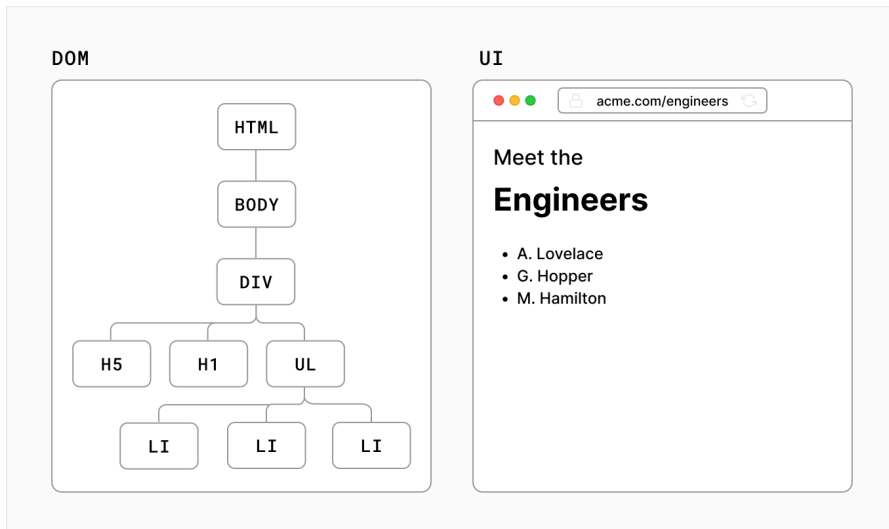 DOM
HTML
BODY
DIV
H5 H1 UL
LI LI LI
UI
acme.com/engineers
Meet the
Engineers
• A. Lovelace
• G. Hopper
• M. Hamilton